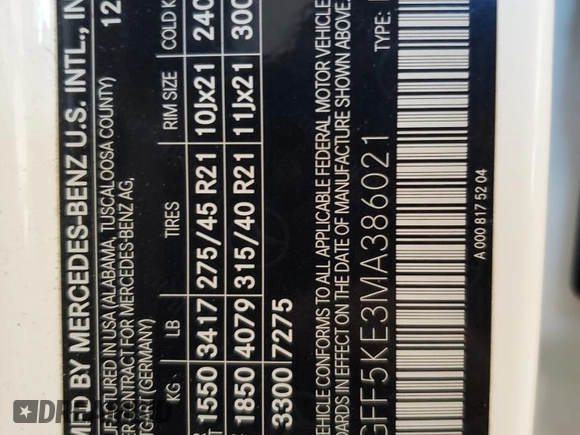 MED BY MERCEDES-BENZ U.S. INTL., IN
UFACTURED IN USA (ALABAMA, TUSCALOOSA COUNTY) 12
ER CONTRACT FOR MERCEDES-BENZ AG,
TGART (GERMANY)
KG LB TIRES RIM SIZE COLD K
1550 3417 275/45 R21 10Jx21 240
1850 4079 315/40 R21 11Jx21 300
3300 7275
VEHICLE CONFORMS TO ALL APPLICABLE FEDERAL MOTOR VEHICLE
DARDS IN EFFECT ON THE DATE OF MANUFACTURE SHOWN ABOVE.
GFF5KE3MA386021 TYPE:
A 000 817 52 04